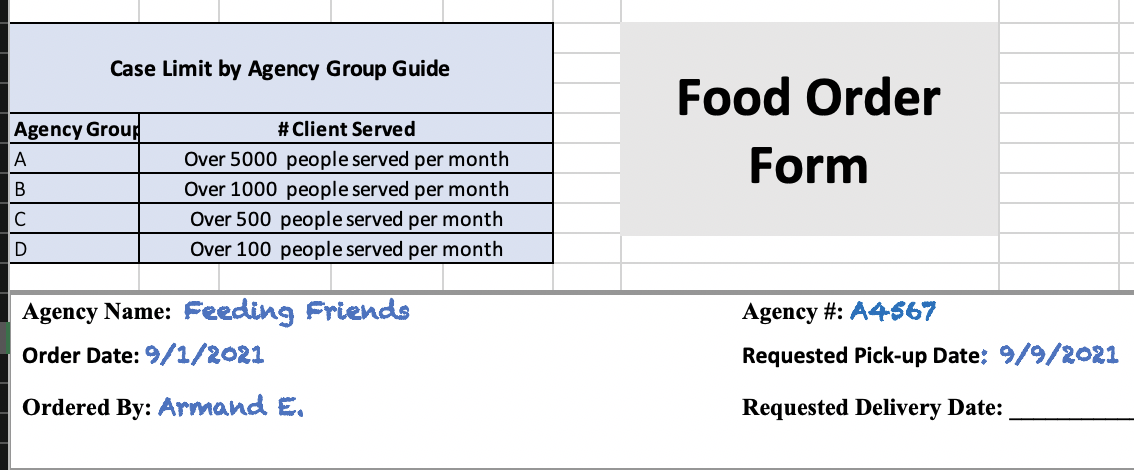 Case Limit by Agency Group Guide
Agency Group # Client Served
A Over 5000 people served per month
B Over 1000 people served per month
C Over 500 people served per month
D Over 100 people served per month
Food Order
Form
Agency Name: Feeding Friends
Agency #: A4567
Order Date: 9/1/2021
Requested Pick-up Date: 9/9/2021
Ordered By: Armand E.
Requested Delivery Date: ___________